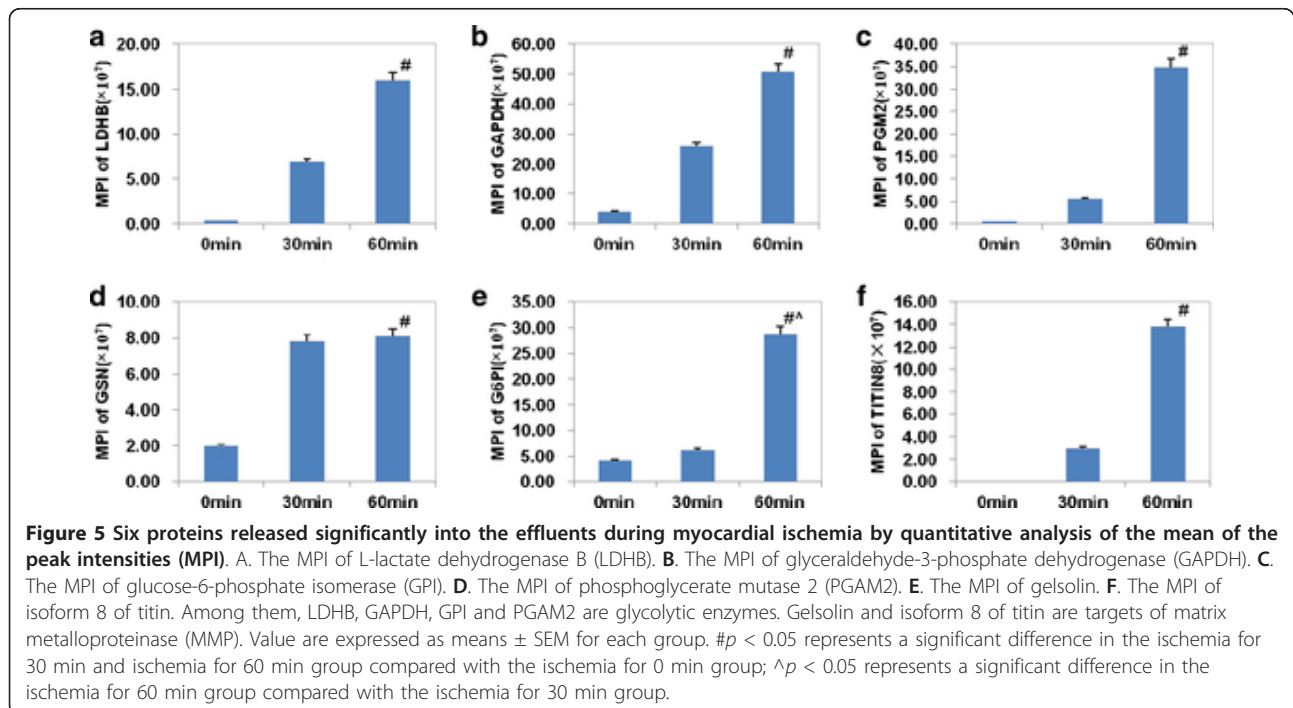 a
20.00
15.00
10.00
5.00
0.00
MPI of LDHB(×10⁷)
#
0min 30min 60min
b
60.00
50.00
40.00
30.00
20.00
10.00
0.00
MPI of GAPDH(×10⁷)
#
0min 30min 60min
c
40.00
35.00
30.00
25.00
20.00
15.00
10.00
5.00
0.00
MPI of PGM2(×10⁷)
#
0min 30min 60min
d
10.00
8.00
6.00
4.00
2.00
0.00
MPI of GSN(×10⁷)
#
0min 30min 60min
e
35.00
30.00
25.00
20.00
15.00
10.00
5.00
0.00
MPI of G6PI(×10⁷)
#^
0min 30min 60min
f
16.00
14.00
12.00
10.00
8.00
6.00
4.00
2.00
0.00
MPI of TITIN8(×10⁷)
#
0min 30min 60min
Figure 5 Six proteins released significantly into the effluents during myocardial ischemia by quantitative analysis of the mean of the
peak intensities (MPI). A. The MPI of L-lactate dehydrogenase B (LDHB). B. The MPI of glyceraldehyde-3-phosphate dehydrogenase (GAPDH). C.
The MPI of glucose-6-phosphate isomerase (GPI). D. The MPI of phosphoglycerate mutase 2 (PGAM2). E. The MPI of gelsolin. F. The MPI of
isoform 8 of titin. Among them, LDHB, GAPDH, GPI and PGAM2 are glycolytic enzymes. Gelsolin and isoform 8 of titin are targets of matrix
metalloproteinase (MMP). Value are expressed as means ± SEM for each group. #p < 0.05 represents a significant difference in the ischemia for
30 min and ischemia for 60 min group compared with the ischemia for 0 min group; ^p < 0.05 represents a significant difference in the
ischemia for 60 min group compared with the ischemia for 30 min group.